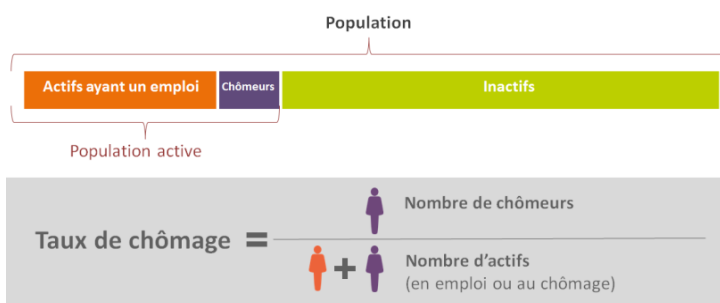 Population
Actifs ayant un emploi
Chômeurs
Inactifs
Population active
Taux de chômage =
Nombre de chômeurs
+
Nombre d'actifs
(en emploi ou au chômage)